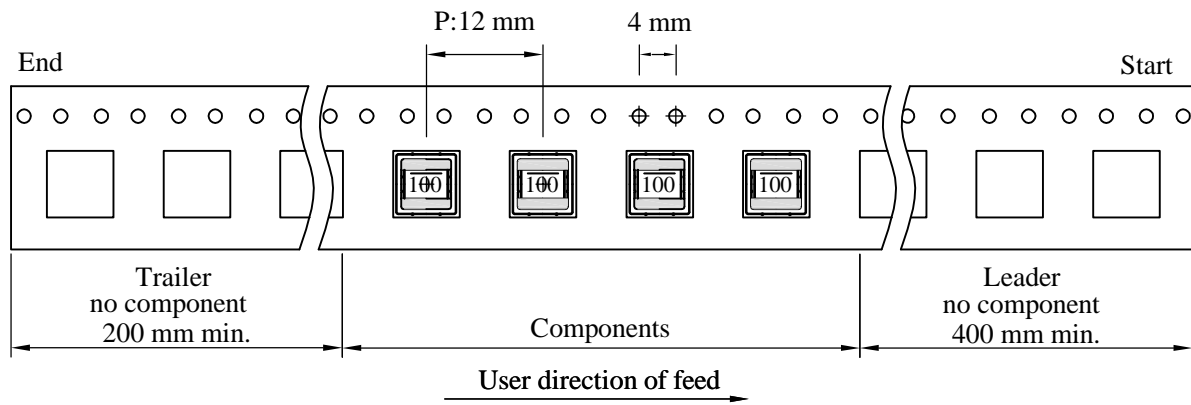 P:12 mm
4 mm
End
Start
100
100
100
100
Trailer
no component
200 mm min.
Components
Leader
no component
400 mm min.
User direction of feed